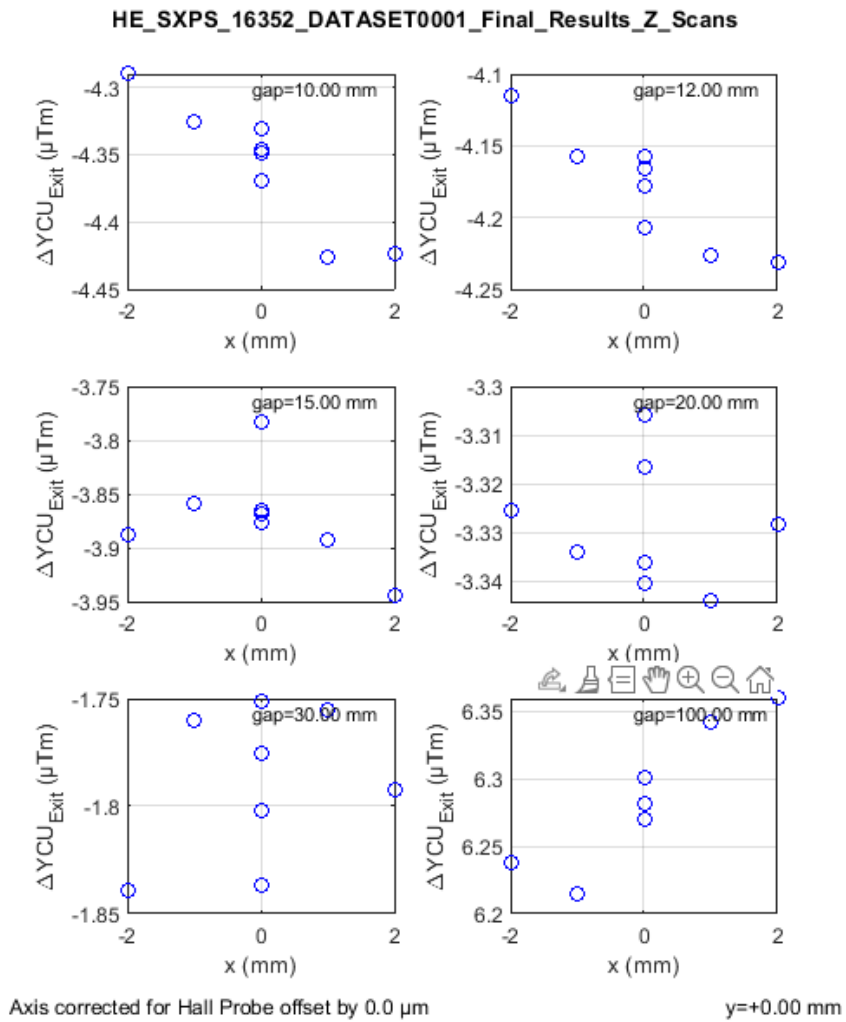 HE_SXPS_16352_DATASET0001_Final_Results_Z_Scans
gap=10.00 mm
-4.3
-4.35
-4.4
-4.45
ΔYCU_Exit (μTm)
-2 0 2
x (mm)
gap=12.00 mm
-4.1
-4.15
-4.2
-4.25
ΔYCU_Exit (μTm)
-2 0 2
x (mm)
gap=15.00 mm
-3.75
-3.8
-3.85
-3.9
-3.95
ΔYCU_Exit (μTm)
-2 0 2
x (mm)
gap=20.00 mm
-3.3
-3.31
-3.32
-3.33
-3.34
ΔYCU_Exit (μTm)
-2 0 2
x (mm)
gap=30.00 mm
-1.75
-1.8
-1.85
ΔYCU_Exit (μTm)
-2 0 2
x (mm)
gap=100.00 mm
6.35
6.3
6.25
6.2
ΔYCU_Exit (μTm)
-2 0 2
x (mm)
Axis corrected for Hall Probe offset by 0.0 μm
y=+0.00 mm